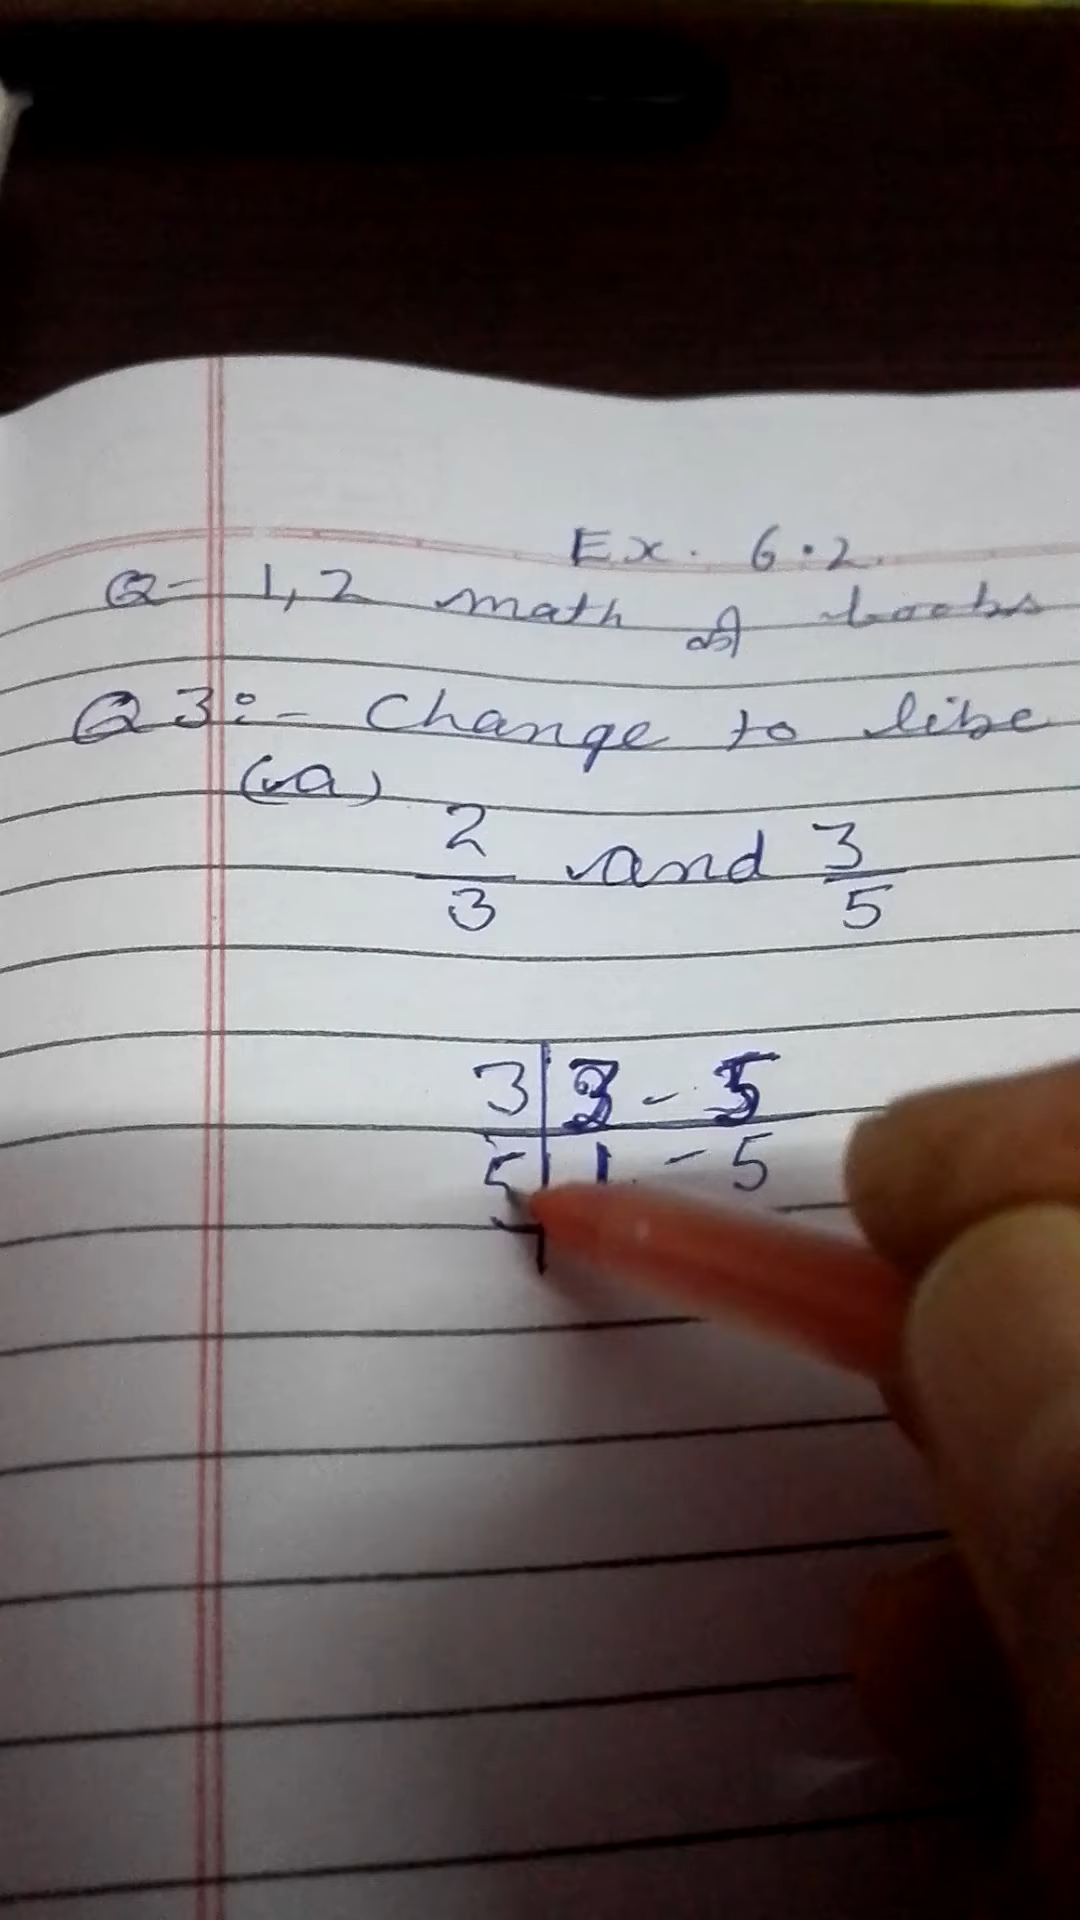 Ex. 6.2.
Q- 1,2 math की books
Q 3:- Change to like
(a)
2/3 and 3/5
3 | 3 - 5
5 | 1 - 5